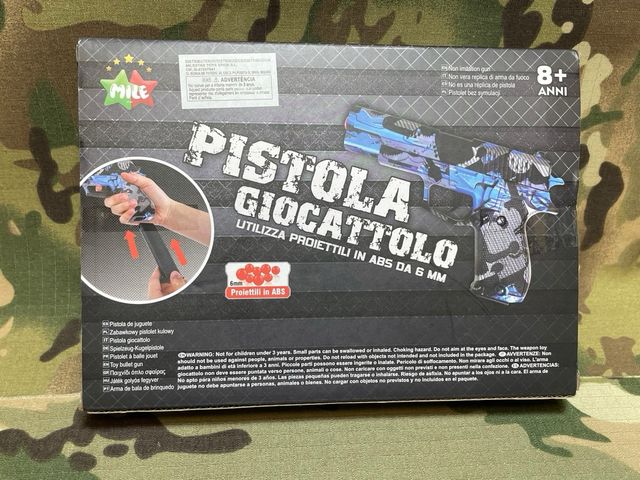 MILE
ADVERTENCIA
Non imitation gun
Non vera replica di arma da fuoco
No es una replica de pistola
Pistolet bez symulacji
8+
ANNI
PISTOLA
GIOCATTOLO
UTILIZZA PROIETTILI IN ABS DA 6 MM
6mm
Proiettili in ABS
Pistola de juguete
Zabawkowy pistolet kulowy
Pistola giocattolo
Spielzeug-Kugelpistole
Pistolet à balle jouet
Toy bullet gun
Παιχνίδι όπλο σφαίρας
Játék golyós fegyver
Arma de bala de brinquedo
WARNING: Not for children under 3 years. Small parts can be swallowed or inhaled. Choking hazard. Do not aim at the eyes and face. The weapon toy
should not be used against people, animals or properties. Do not reload with objects not intended and not included in the package. AVVERTENZE: Non
adatto a bambini di età inferiore a 3 anni. Piccole parti possono essere ingerite o inalate. Pericolo di soffocamento. Non mirare agli occhi o al viso. L'arma
giocattolo non deve essere puntata verso persone, animali o cose. Non caricare con oggetti non previsti e non presenti nella confezione. ADVERTENCIAS:
No apto para niños menores de 3 años. Las piezas pequeñas pueden tragarse o inhalarse. Riesgo de asfixia. No apuntar a los ojos ni a la cara. El arma de
juguete no debe apuntarse a personas, animales o bienes. No cargar con objetos no previstos y no incluidos en el paquete.